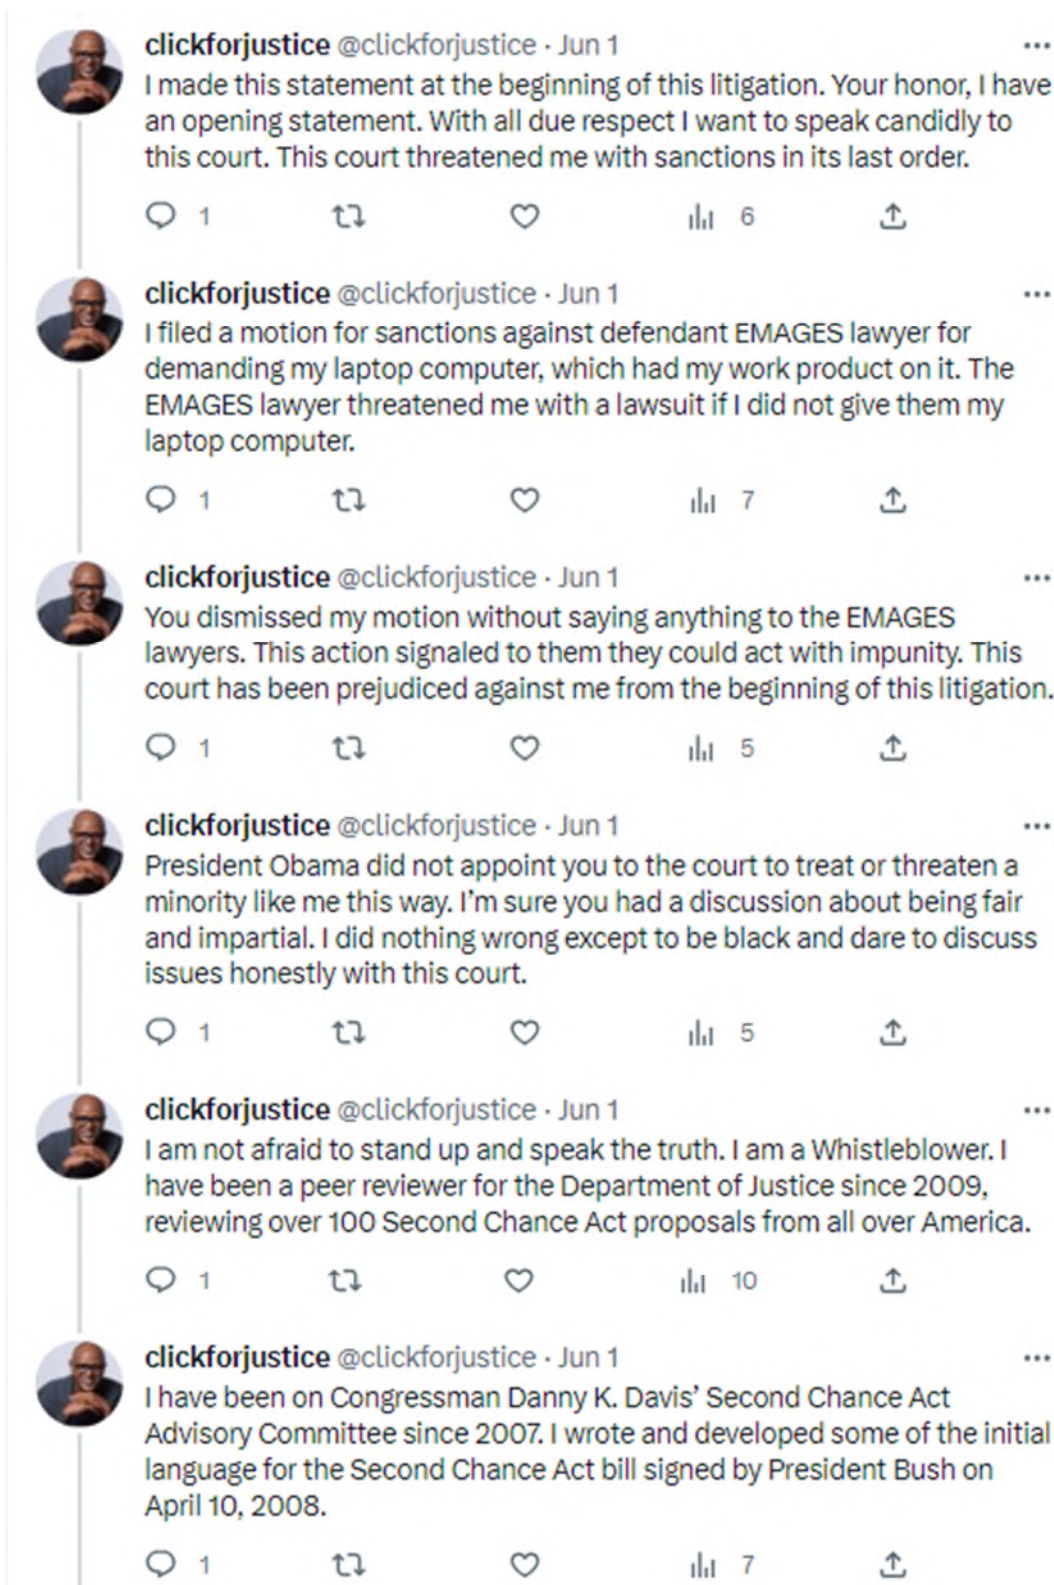 clickforjustice @clickforjustice · Jun 1
I made this statement at the beginning of this litigation. Your honor, I have
an opening statement. With all due respect I want to speak candidly to
this court. This court threatened me with sanctions in its last order.
1 6
clickforjustice @clickforjustice · Jun 1
I filed a motion for sanctions against defendant EMAGES lawyer for
demanding my laptop computer, which had my work product on it. The
EMAGES lawyer threatened me with a lawsuit if I did not give them my
laptop computer.
1 7
clickforjustice @clickforjustice · Jun 1
You dismissed my motion without saying anything to the EMAGES
lawyers. This action signaled to them they could act with impunity. This
court has been prejudiced against me from the beginning of this litigation.
1 5
clickforjustice @clickforjustice · Jun 1
President Obama did not appoint you to the court to treat or threaten a
minority like me this way. I'm sure you had a discussion about being fair
and impartial. I did nothing wrong except to be black and dare to discuss
issues honestly with this court.
1 5
clickforjustice @clickforjustice · Jun 1
I am not afraid to stand up and speak the truth. I am a Whistleblower. I
have been a peer reviewer for the Department of Justice since 2009,
reviewing over 100 Second Chance Act proposals from all over America.
1 10
clickforjustice @clickforjustice · Jun 1
I have been on Congressman Danny K. Davis' Second Chance Act
Advisory Committee since 2007. I wrote and developed some of the initial
language for the Second Chance Act bill signed by President Bush on
April 10, 2008.
1 7